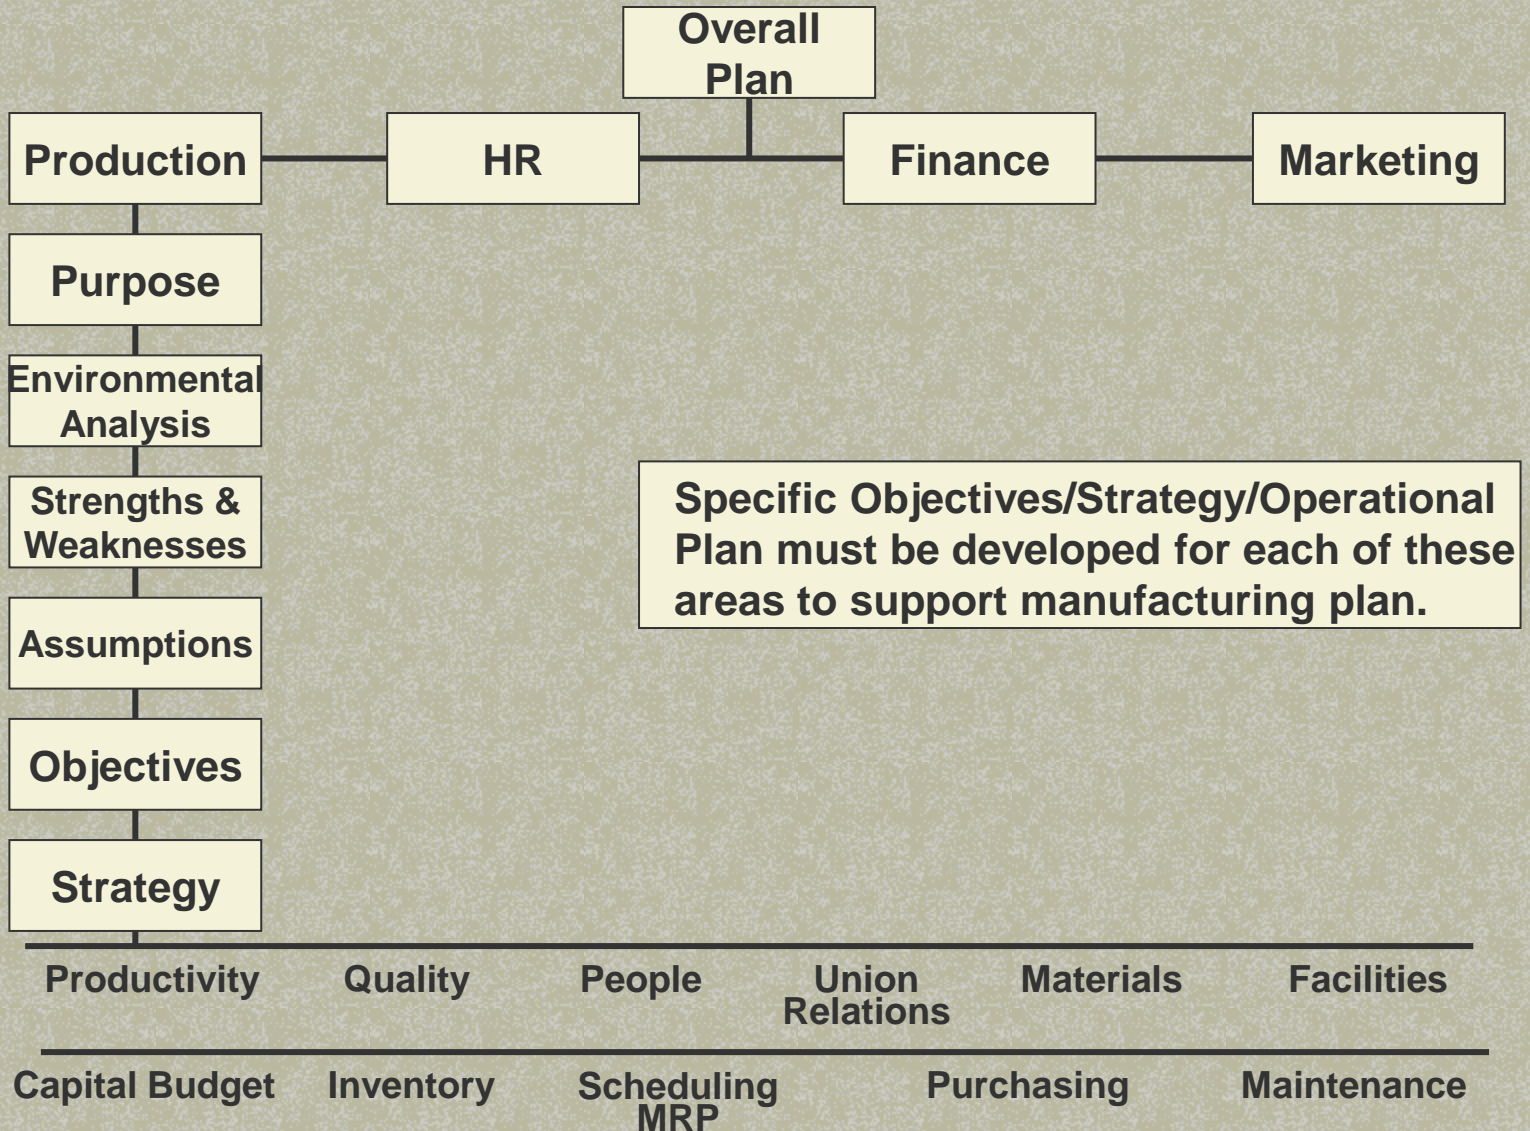 Overall
Plan
Production
HR
Finance
Marketing
Purpose
Environmental
Analysis
Strengths &
Weaknesses
Specific Objectives/Strategy/Operational
Plan must be developed for each of these
areas to support manufacturing plan.
Assumptions
Objectives
Strategy
Productivity
Quality
People
Union
Relations
Materials
Facilities
Capital Budget
Inventory
Scheduling
MRP
Purchasing
Maintenance